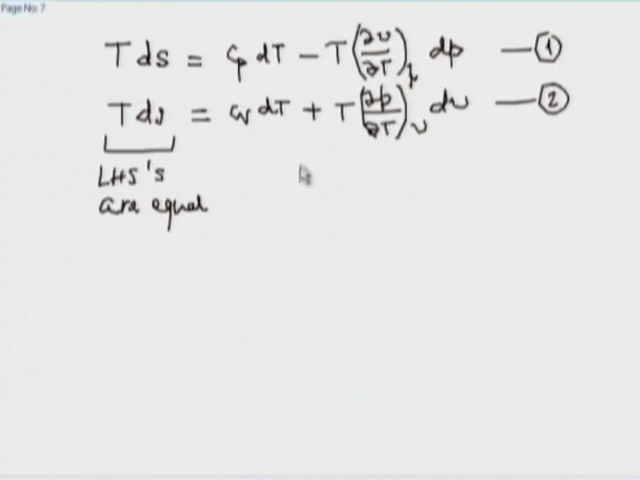 Page No: 7
Tds = Cp dT − T(∂v/∂T)p dp — ①
Tds = Cv dT + T(∂p/∂T)v dv — ②
LHS's
are equal